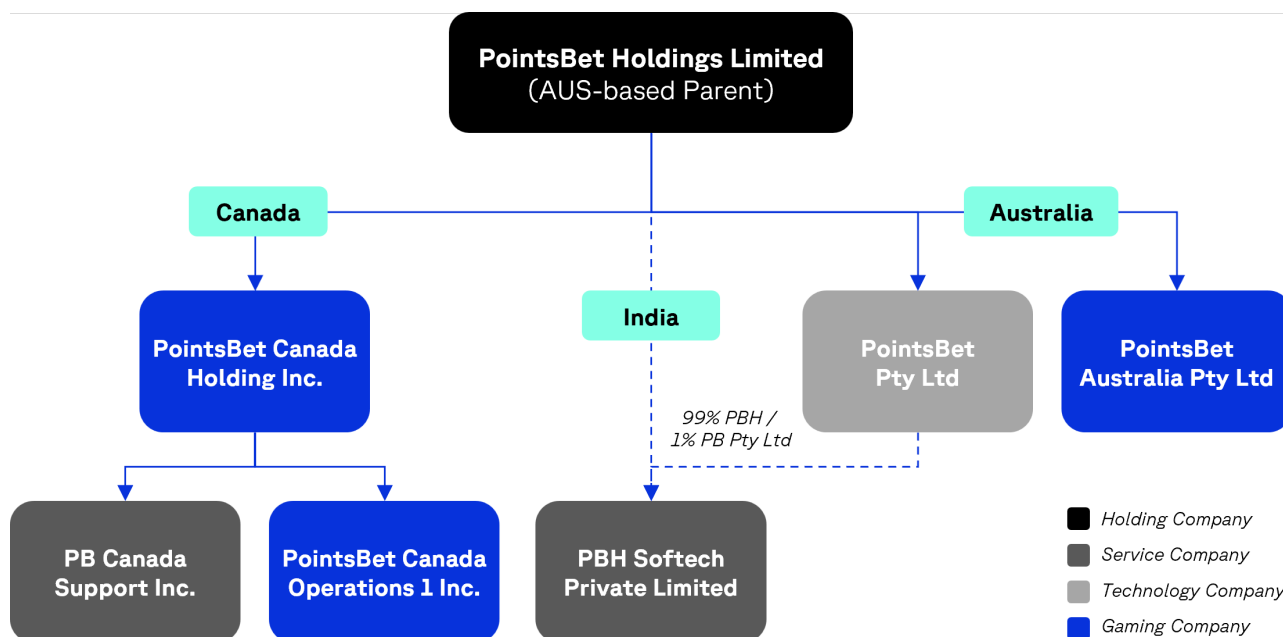 PointsBet Holdings Limited
(AUS-based Parent)
Canada
Australia
India
PointsBet Canada
Holding Inc.
PointsBet
Pty Ltd
PointsBet
Australia Pty Ltd
99% PBH /
1% PB Pty Ltd
PB Canada
Support Inc.
PointsBet Canada
Operations 1 Inc.
PBH Softech
Private Limited
Holding Company
Service Company
Technology Company
Gaming Company